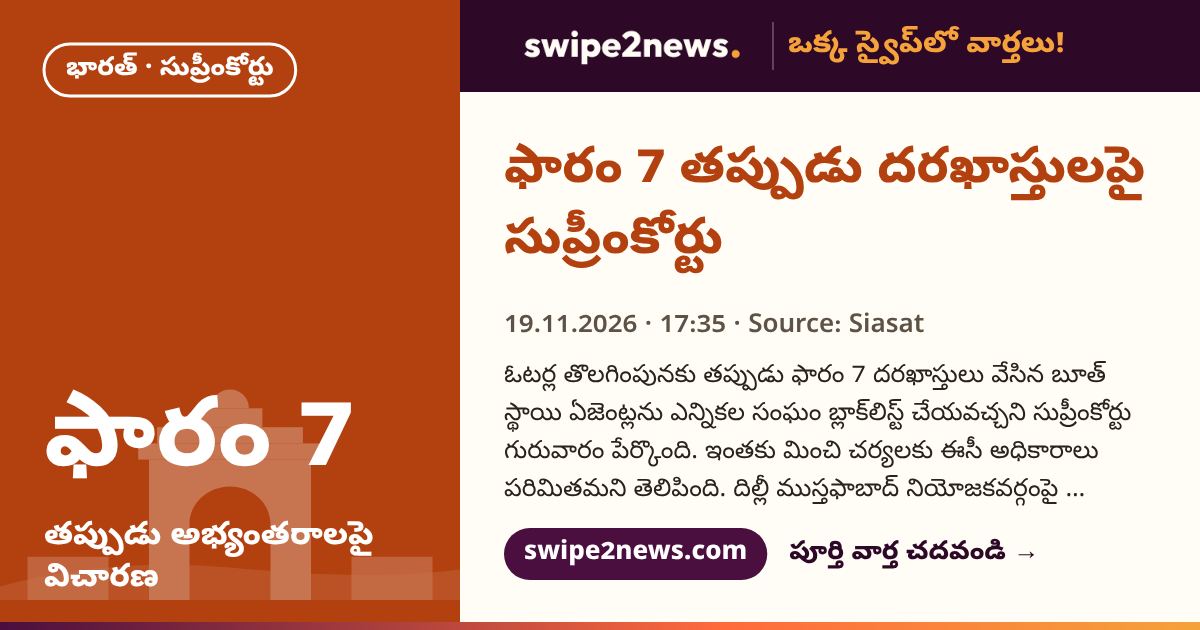 భారత్ · సుప్రీంకోర్టు
ఫారం 7
తప్పుడు అభ్యంతరాలపై
విచారణ
swipe2news.
ఒక్క స్వైప్‌లో వార్తలు!
ఫారం 7 తప్పుడు దరఖాస్తులపై
సుప్రీంకోర్టు
19.11.2026 · 17:35 · Source: Siasat
ఓటర్ల తొలగింపునకు తప్పుడు ఫారం 7 దరఖాస్తులు వేసిన బూత్
స్థాయి ఏజెంట్లను ఎన్నికల సంఘం బ్లాక్‌లిస్ట్ చేయవచ్చని సుప్రీంకోర్టు
గురువారం పేర్కొంది. ఇంతకు మించి చర్యలకు ఈసీ అధికారాలు
పరిమితమని తెలిపింది. దిల్లీ ముస్తఫాబాద్ నియోజకవర్గంపై ...
swipe2news.com
పూర్తి వార్త చదవండి →